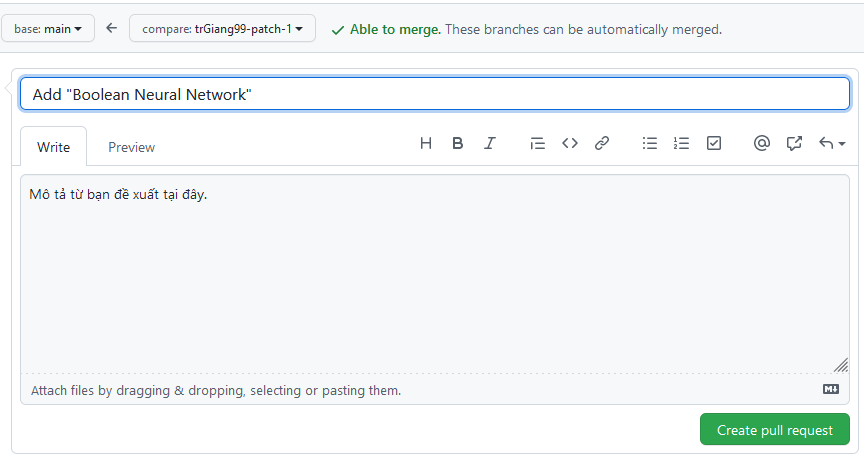 base: main compare: trGiang99-patch-1 Able to merge. These branches can be automatically merged.
Add "Boolean Neural Network"
Write Preview H B I
Mô tả từ bạn đề xuất tại đây.
Attach files by dragging & dropping, selecting or pasting them.
Create pull request